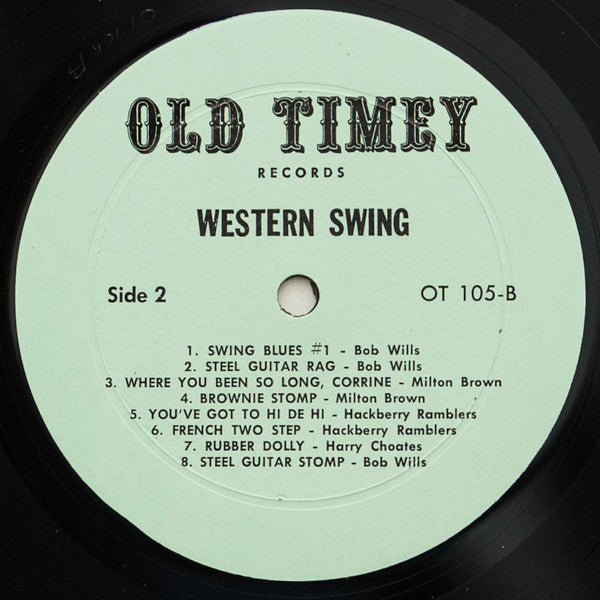 OLD TIMEY
RECORDS
WESTERN SWING
Side 2
OT 105-B
1. SWING BLUES #1 - Bob Wills
2. STEEL GUITAR RAG - Bob Wills
3. WHERE YOU BEEN SO LONG, CORRINE - Milton Brown
4. BROWNIE STOMP - Milton Brown
5. YOU'VE GOT TO HI DE HI - Hackberry Ramblers
6. FRENCH TWO STEP - Hackberry Ramblers
7. RUBBER DOLLY - Harry Choates
8. STEEL GUITAR STOMP - Bob Wills